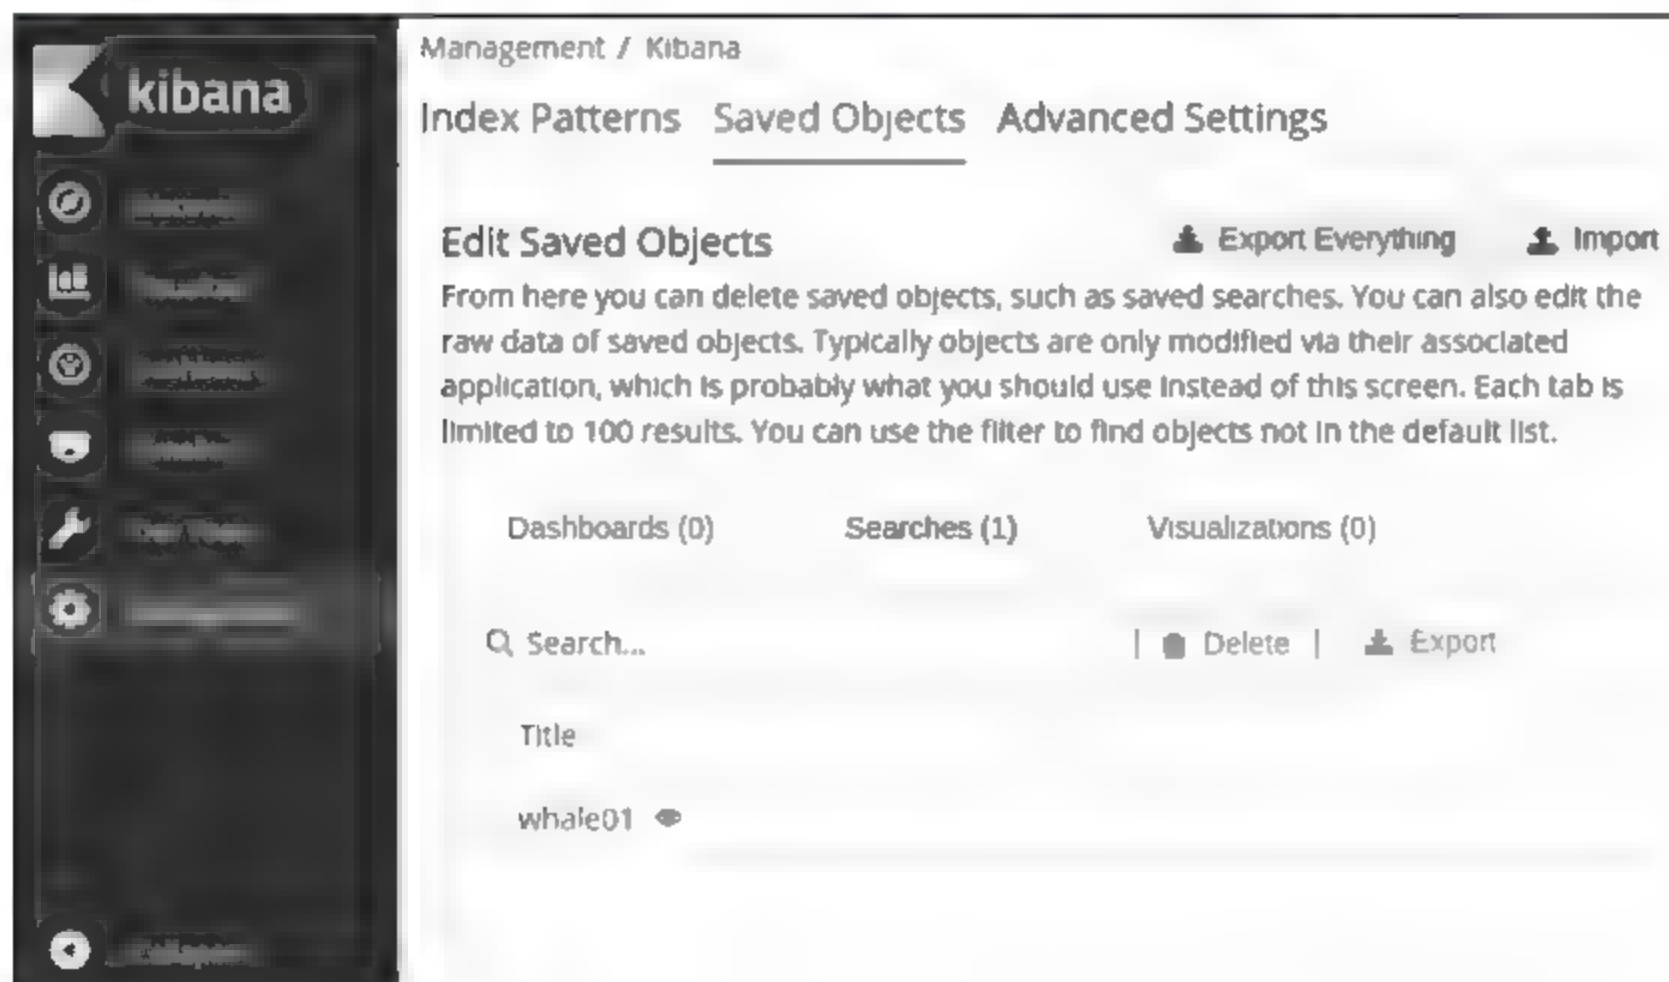 kibana
Management / Kibana
Index Patterns Saved Objects Advanced Settings
Edit Saved Objects Export Everything Import
From here you can delete saved objects, such as saved searches. You can also edit the
raw data of saved objects. Typically objects are only modified via their associated
application, which is probably what you should use instead of this screen. Each tab is
limited to 100 results. You can use the filter to find objects not in the default list.
Dashboards (0) Searches (1) Visualizations (0)
Search... | Delete | Export
Title
whale01